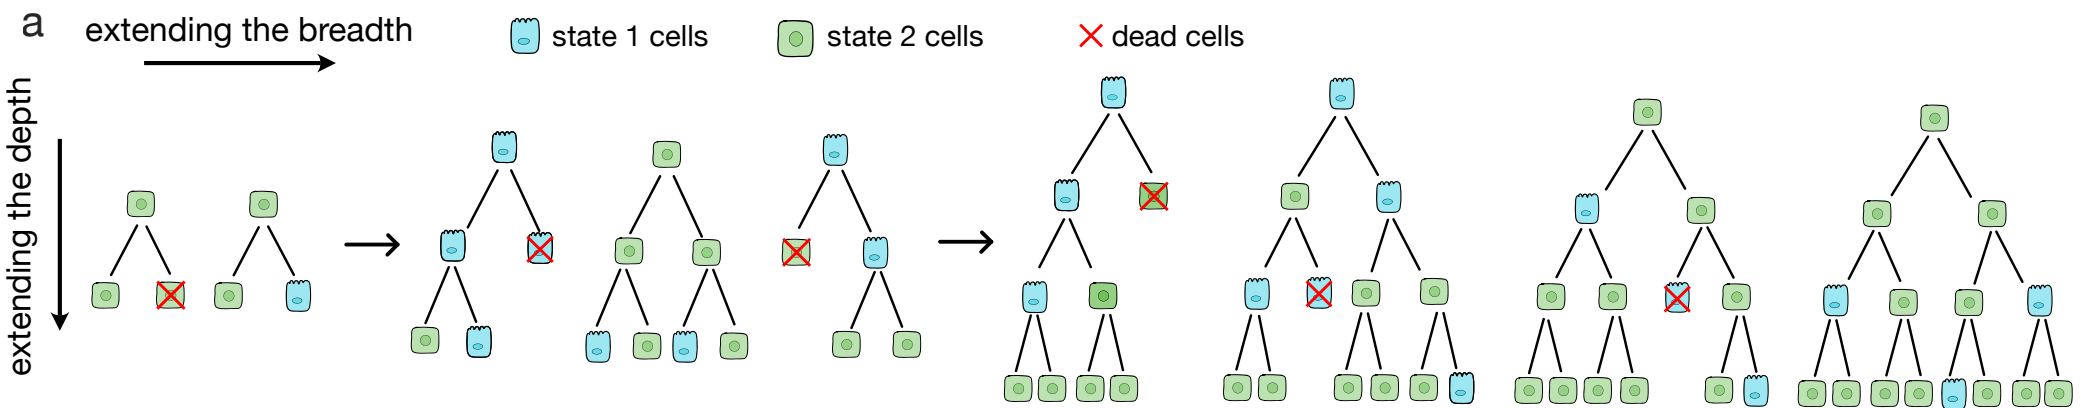 a
extending the breadth
state 1 cells
state 2 cells
dead cells
extending the depth